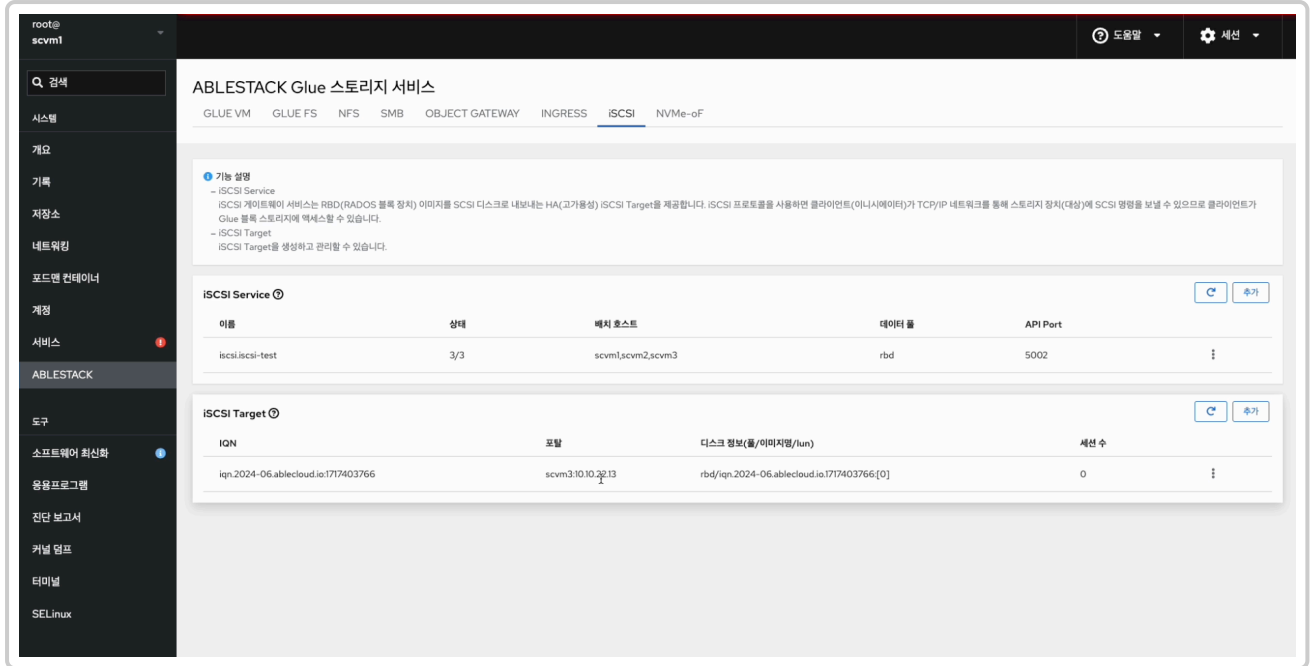 root@
scvm1
도움말
세션
검색
시스템
개요
기록
저장소
네트워킹
포드맨 컨테이너
계정
서비스
ABLESTACK
도구
소프트웨어 최신화
응용프로그램
진단 보고서
커널 덤프
터미널
SELinux
ABLESTACK Glue 스토리지 서비스
GLUE VM GLUE FS NFS SMB OBJECT GATEWAY INGRESS iSCSI NVMe-oF
기능 설명
– iSCSI Service
iSCSI 게이트웨이 서비스는 RBD(RADOS 블록 장치) 이미지를 SCSI 디스크로 내보내는 HA(고가용성) iSCSI Target을 제공합니다. iSCSI 프로토콜을 사용하면 클라이언트(이니시에이터)가 TCP/IP 네트워크를 통해 스토리지 장치(대상)에 SCSI 명령을 보낼 수 있으므로 클라이언트가
Glue 블록 스토리지에 액세스할 수 있습니다.
– iSCSI Target
iSCSI Target을 생성하고 관리할 수 있습니다.
iSCSI Service
추가
이름 상태 배치 호스트 데이터 풀 API Port
iscsi.iscsi-test 3/3 scvm1,scvm2,scvm3 rbd 5002
iSCSI Target
추가
IQN 포탈 디스크 정보(풀/이미지명/lun) 세션 수
iqn.2024-06.ablecloud.io:1717403766 scvm3:10.10.22.13 rbd/iqn.2024-06.ablecloud.io.1717403766:[0] 0